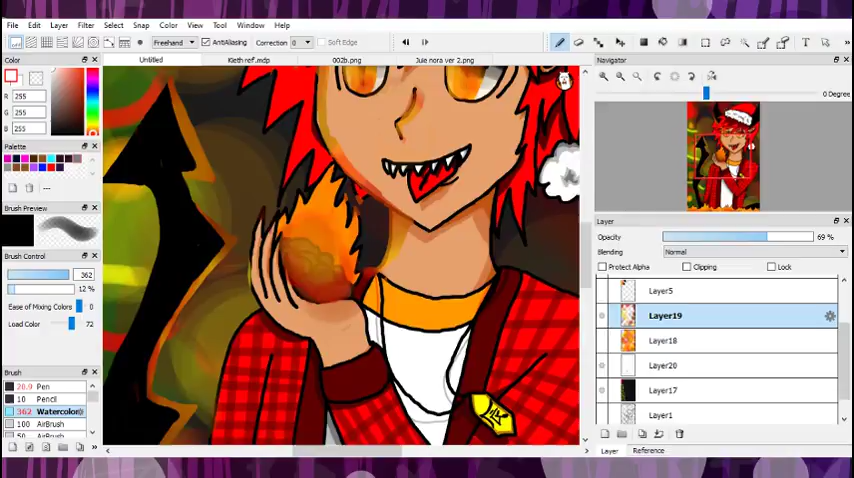 File Edit Layer Filter Select Snap Color View Tool Window Help
Freehand AntiAliasing Correction 0 Soft Edge
Color
Untitled Kieth ref.mdp 002b.png Juie nora ver 2.png
Navigator
R 255
G 255
B 255
0 Degree
Palette
---
Brush Preview
Layer
Opacity 69 %
Blending Normal
Brush Control
Protect Alpha Clipping Lock
362
12 %
Ease of Mixing Colors 0
Load Color 72
Layer5
Layer19
Layer18
Layer20
Layer17
Layer1
Brush
20.9 Pen
10 Pencil
362 Watercolor
100 AirBrush
50 AirBrush
Layer Reference